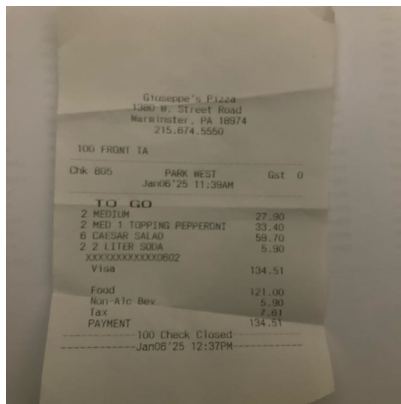 Giuseppe's Pizza
1380 W. Street Road
Warminster, PA 18974
215.674.5550
100 FRONT TA
Chk 805 PARK WEST Gst 0
Jan06'25 11:39AM
TO GO
2 MEDIUM 27.90
2 MED 1 TOPPING PEPPERONI 33.40
6 CAESAR SALAD 59.70
2 2 LITER SODA 5.90
XXXXXXXXXXXX0602
Visa 134.51
Food 121.00
Non-Alc Bev 5.90
Tax 7.61
PAYMENT 134.51
------------100 Check Closed------------
------------Jan06'25 12:37PM------------